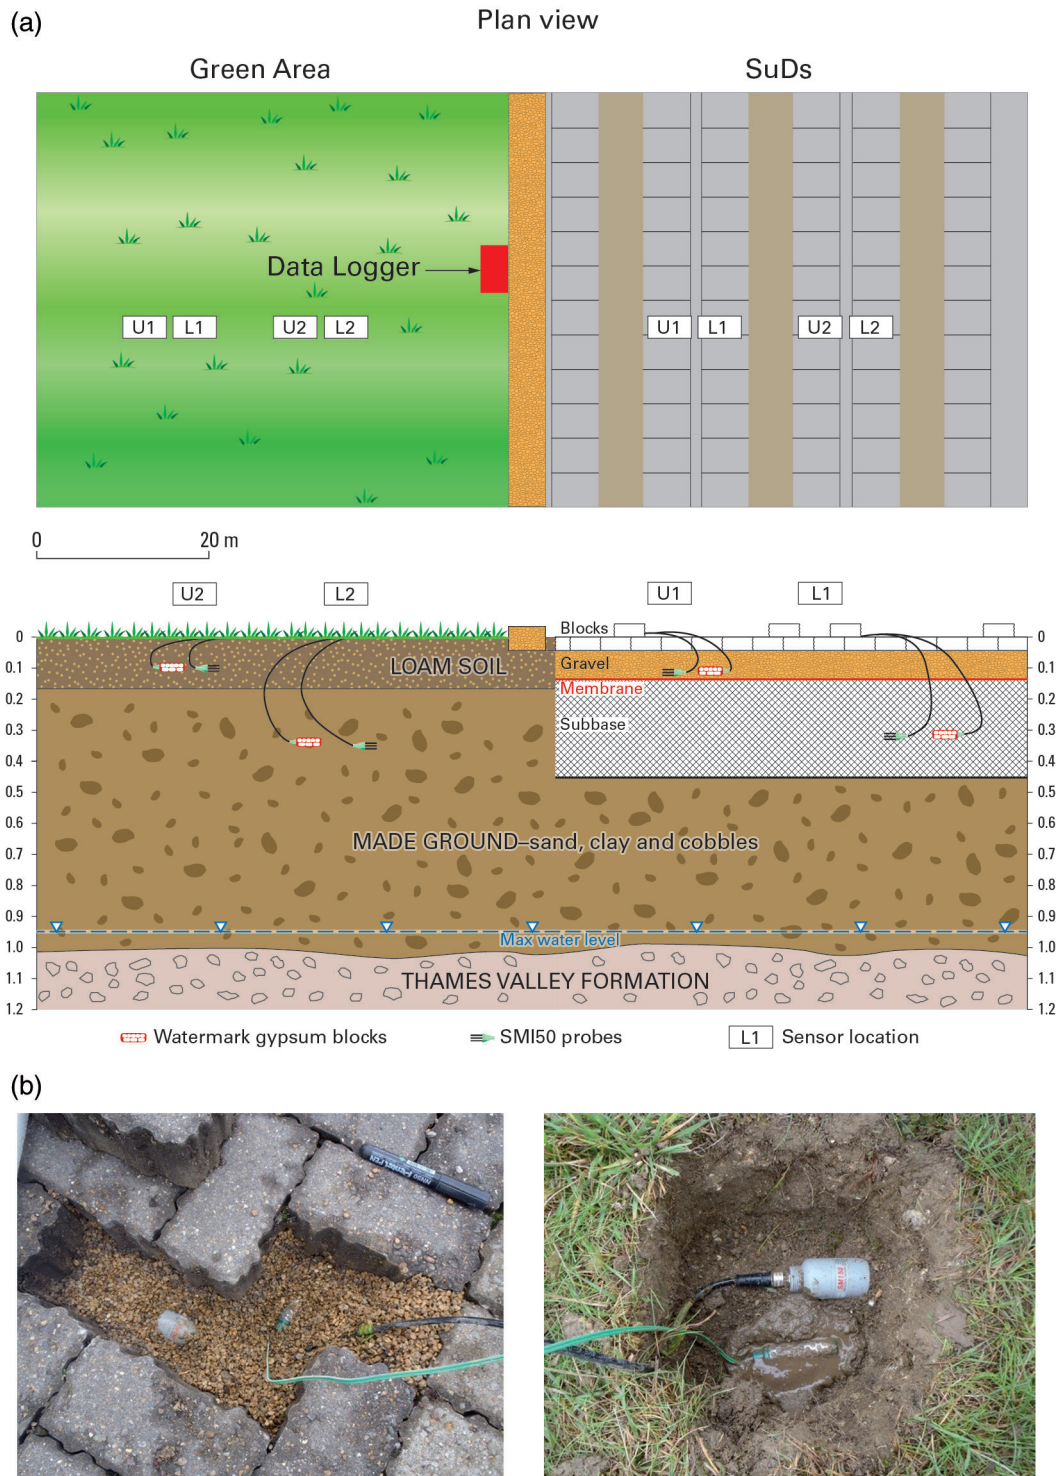 (a)
Plan view
Green Area
SuDs
Data Logger
U1 L1 U2 L2 U1 L1 U2 L2
0 20 m
U2 L2 U1 L1
0 Blocks 0
0.1 LOAM SOIL Gravel 0.1
Membrane
0.2 0.2
Subbase
0.3 0.3
0.4 0.4
0.5 0.5
0.6 0.6
0.7 MADE GROUND–sand, clay and cobbles 0.7
0.8 0.8
0.9 0.9
Max water level
1.0 1.0
1.1 THAMES VALLEY FORMATION 1.1
1.2 1.2
Watermark gypsum blocks SMI50 probes L1 Sensor location
(b)